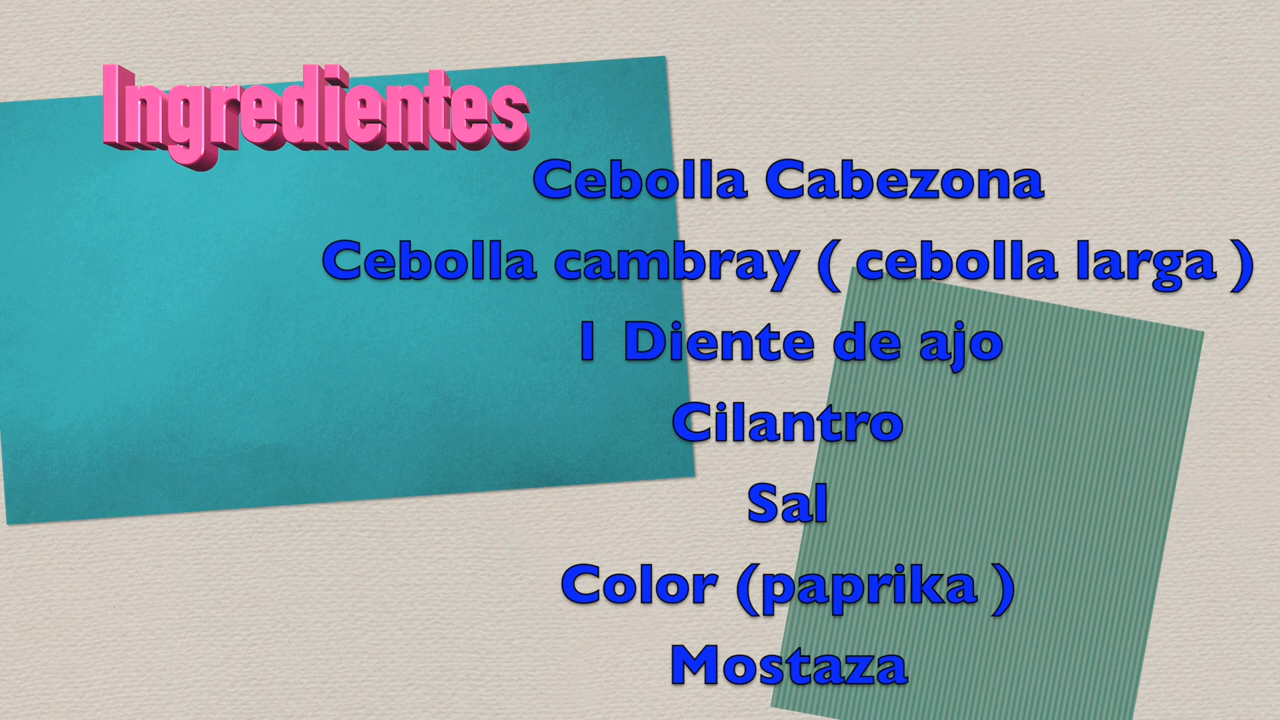 Ingredientes
Cebolla Cabezona
Cebolla cambray ( cebolla larga )
1 Diente de ajo
Cilantro
Sal
Color (paprika )
Mostaza